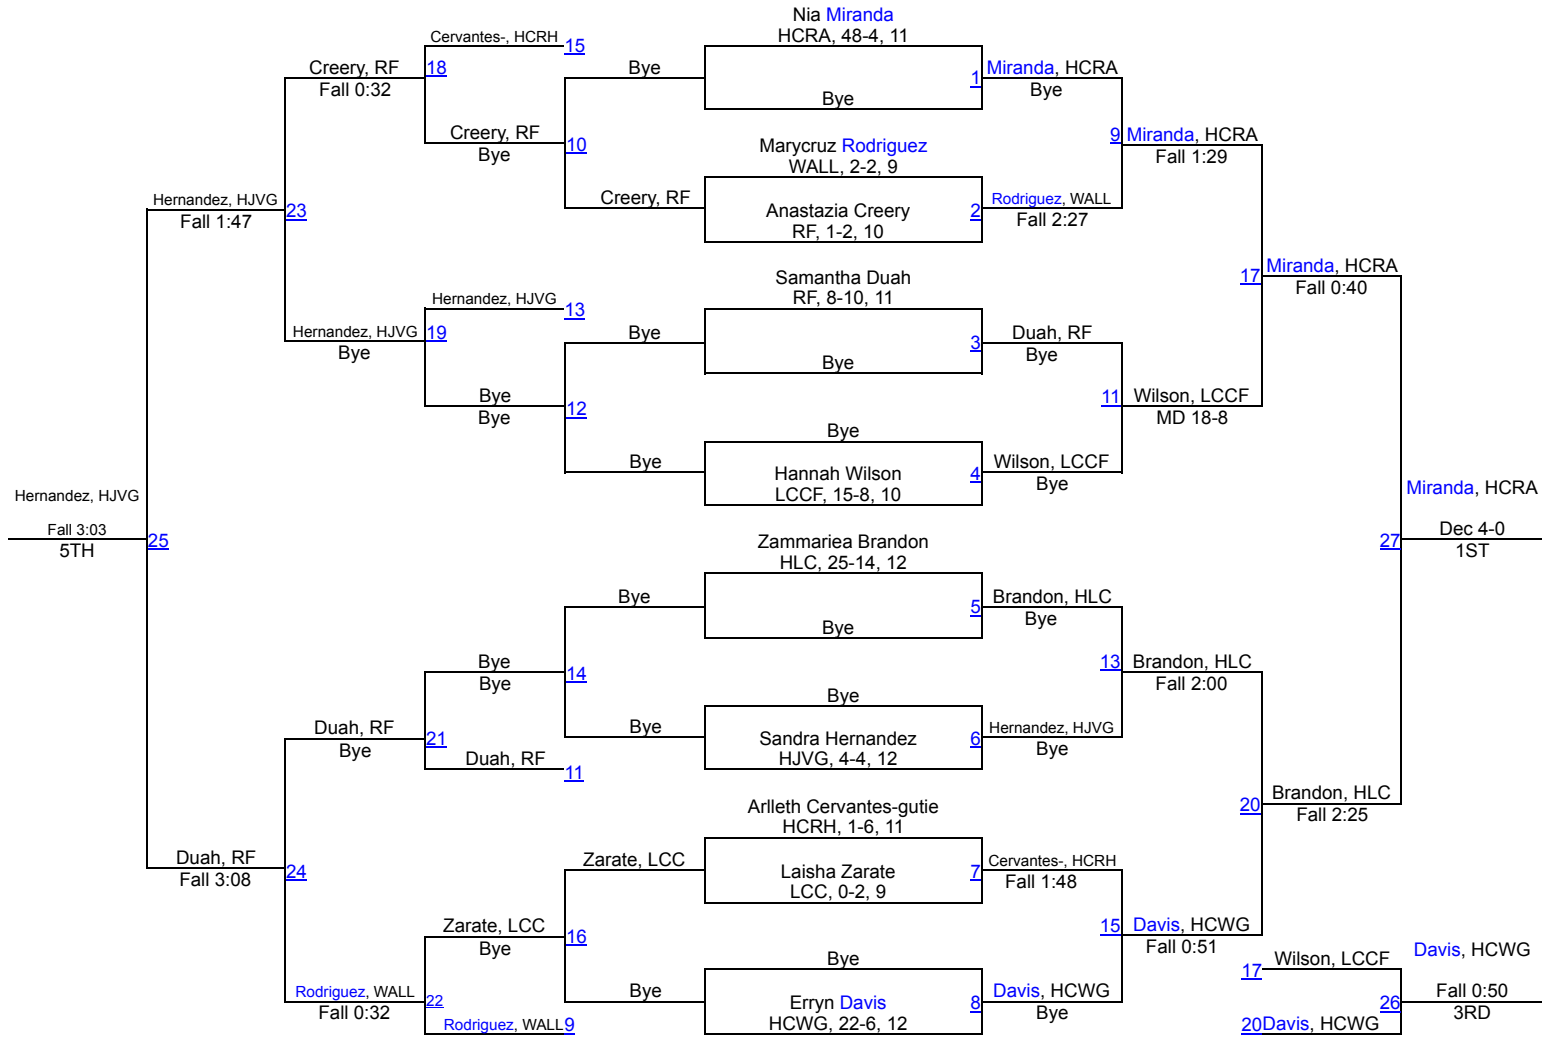 Nia Miranda
HCRA, 48-4, 11
Cervantes-, HCRH 15
Creery, RF 18
Fall 0:32
Bye
1 Miranda, HCRA
Bye
Bye
Creery, RF 10
Bye
Marycruz Rodriguez
WALL, 2-2, 9
9 Miranda, HCRA
Fall 1:29
Hernandez, HJVG 23
Fall 1:47
Creery, RF
Anastazia Creery
RF, 1-2, 10
2 Rodriguez, WALL
Fall 2:27
17 Miranda, HCRA
Fall 0:40
Samantha Duah
RF, 8-10, 11
Hernandez, HJVG 13
Hernandez, HJVG 19
Bye
Bye
Bye
3 Duah, RF
Bye
Bye 12
Bye
11 Wilson, LCCF
MD 18-8
Bye
Bye
Hannah Wilson
LCCF, 15-8, 10
4 Wilson, LCCF
Bye
Hernandez, HJVG
Fall 3:03
5TH
25
Miranda, HCRA
27 Dec 4-0
1ST
Zammariea Brandon
HLC, 25-14, 12
Bye
Bye
5 Brandon, HLC
Bye
Bye 14
Bye
13 Brandon, HLC
Fall 2:00
Bye
Bye
Sandra Hernandez
HJVG, 4-4, 12
6 Hernandez, HJVG
Bye
Duah, RF 21
Bye
Duah, RF 11
20 Brandon, HLC
Fall 2:25
Arlleth Cervantes-gutie
HCRH, 1-6, 11
Duah, RF 24
Fall 3:08
Zarate, LCC
Laisha Zarate
LCC, 0-2, 9
7 Cervantes-, HCRH
Fall 1:48
Zarate, LCC 16
Bye
15 Davis, HCWG
Fall 0:51
Bye
Bye
Erryn Davis
HCWG, 22-6, 12
8 Davis, HCWG
Bye
Rodriguez, WALL 22
Fall 0:32
Rodriguez, WALL 9
17 Wilson, LCCF
Davis, HCWG
26 Fall 0:50
3RD
20 Davis, HCWG